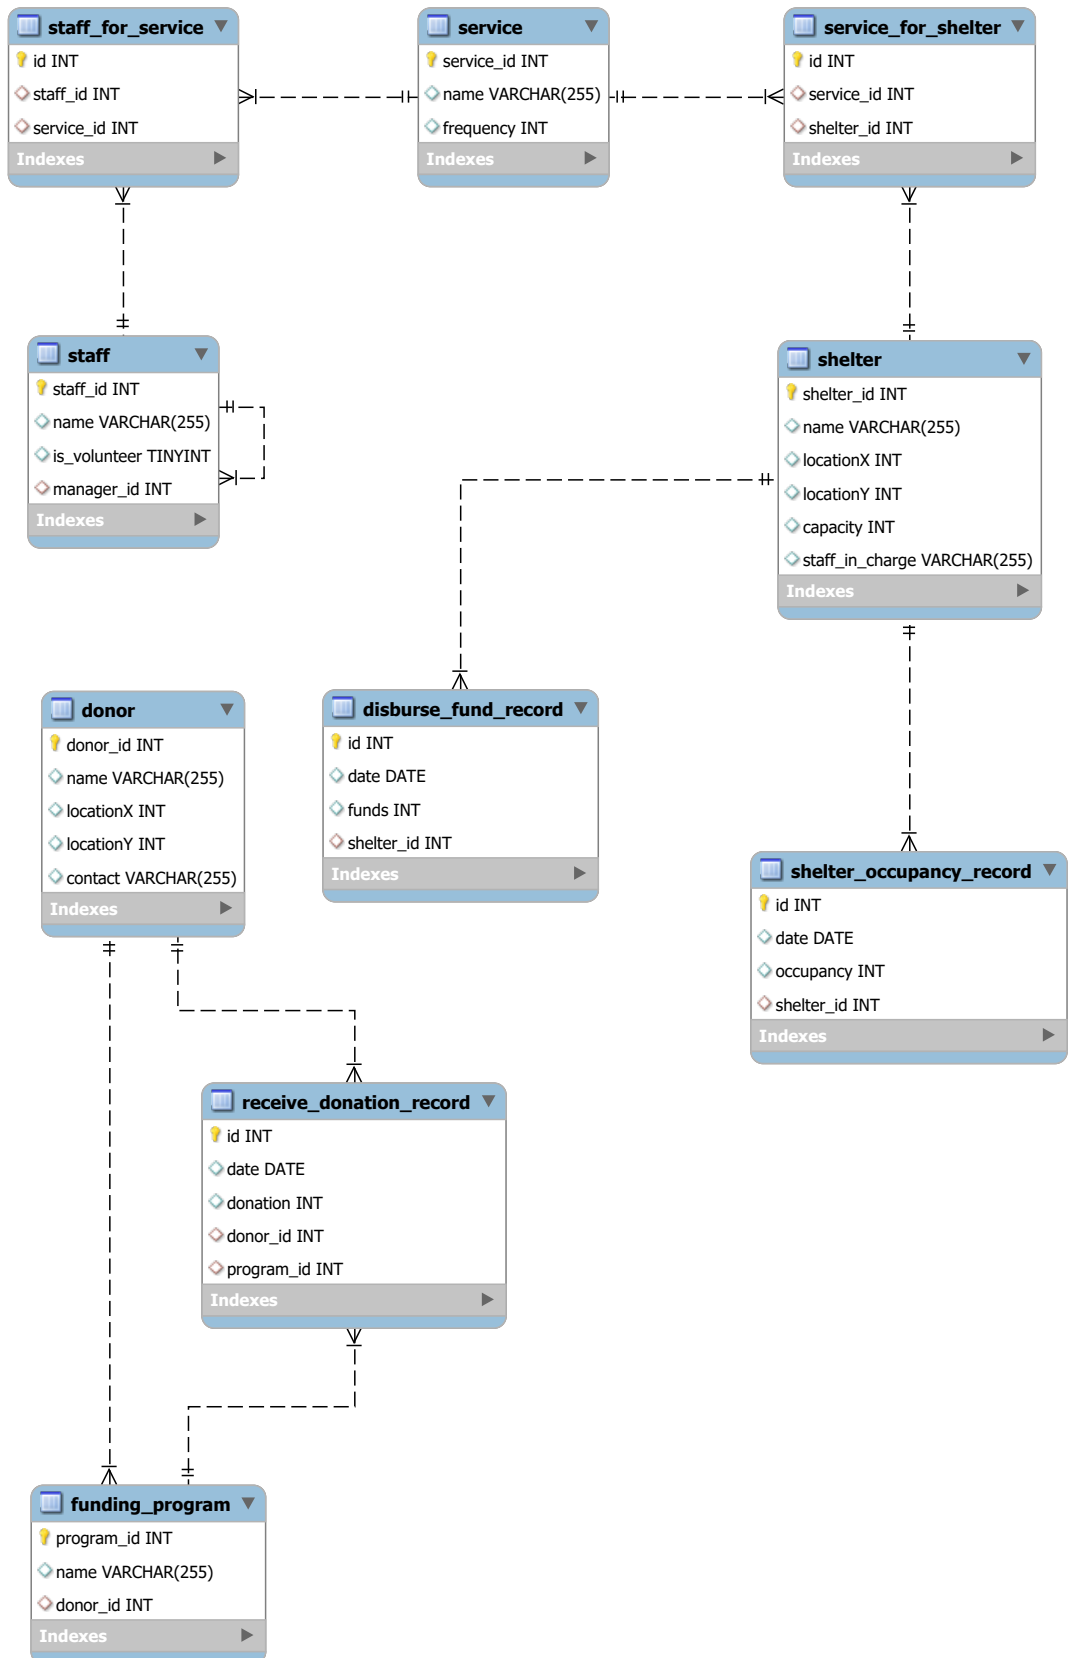 staff_for_service
id INT
staff_id INT
service_id INT
Indexes
service
service_id INT
name VARCHAR(255)
frequency INT
Indexes
service_for_shelter
id INT
service_id INT
shelter_id INT
Indexes
staff
staff_id INT
name VARCHAR(255)
is_volunteer TINYINT
manager_id INT
Indexes
shelter
shelter_id INT
name VARCHAR(255)
locationX INT
locationY INT
capacity INT
staff_in_charge VARCHAR(255)
Indexes
donor
donor_id INT
name VARCHAR(255)
locationX INT
locationY INT
contact VARCHAR(255)
Indexes
disburse_fund_record
id INT
date DATE
funds INT
shelter_id INT
Indexes
shelter_occupancy_record
id INT
date DATE
occupancy INT
shelter_id INT
Indexes
receive_donation_record
id INT
date DATE
donation INT
donor_id INT
program_id INT
Indexes
funding_program
program_id INT
name VARCHAR(255)
donor_id INT
Indexes